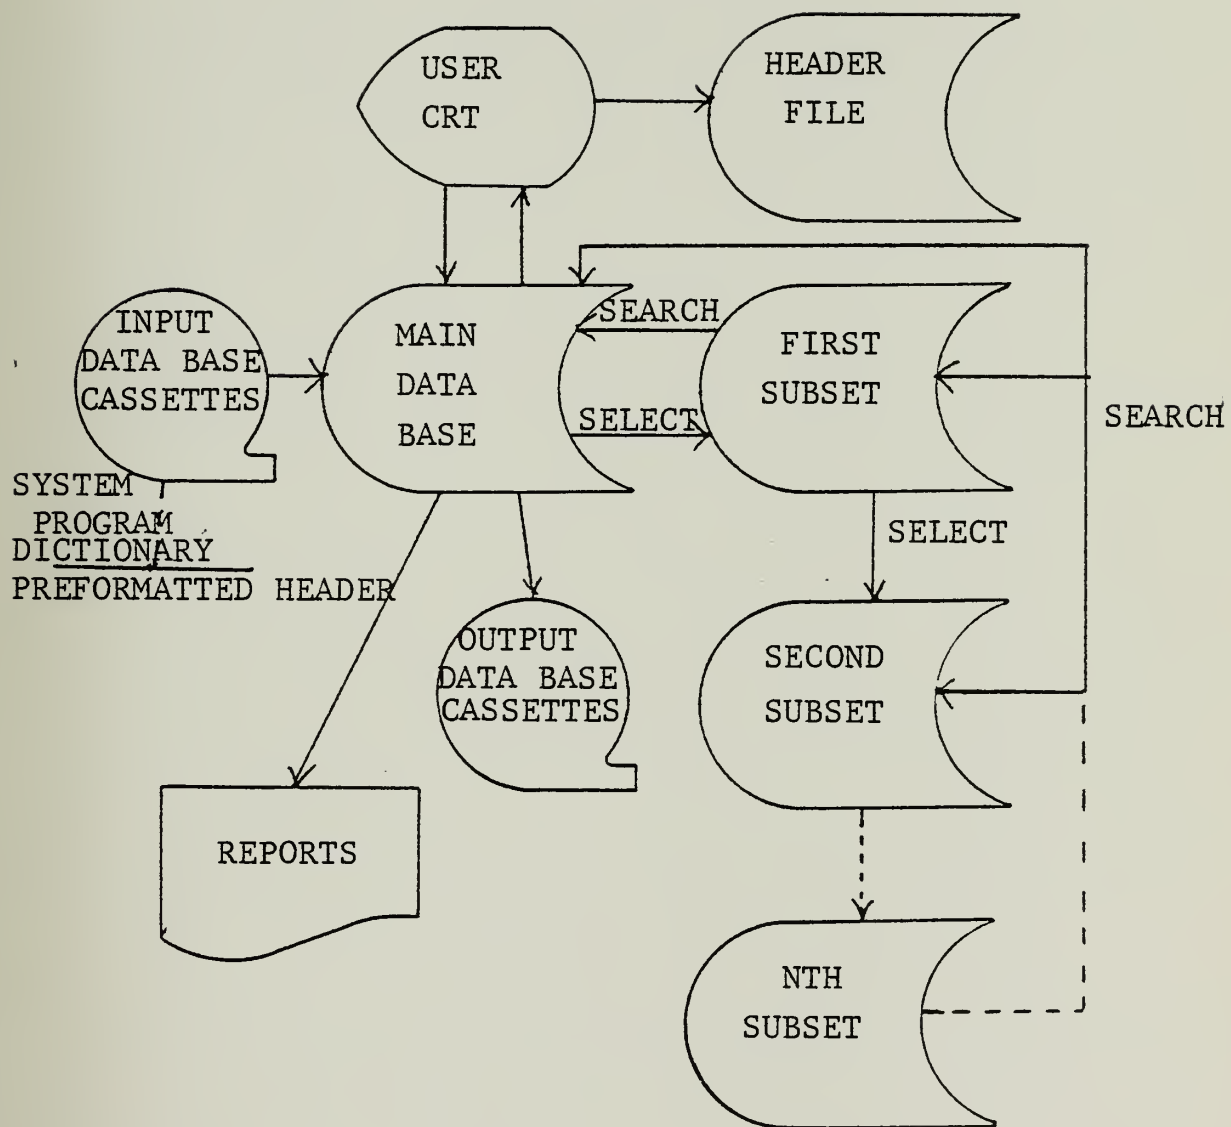 USER
CRT
HEADER
FILE
INPUT
DATA BASE
CASSETTES
MAIN
DATA
BASE
SEARCH
SELECT
FIRST
SUBSET
SEARCH
SYSTEM
PROGRAM
DICTIONARY
PREFORMATTED HEADER
SELECT
OUTPUT
DATA BASE
CASSETTES
SECOND
SUBSET
REPORTS
NTH
SUBSET